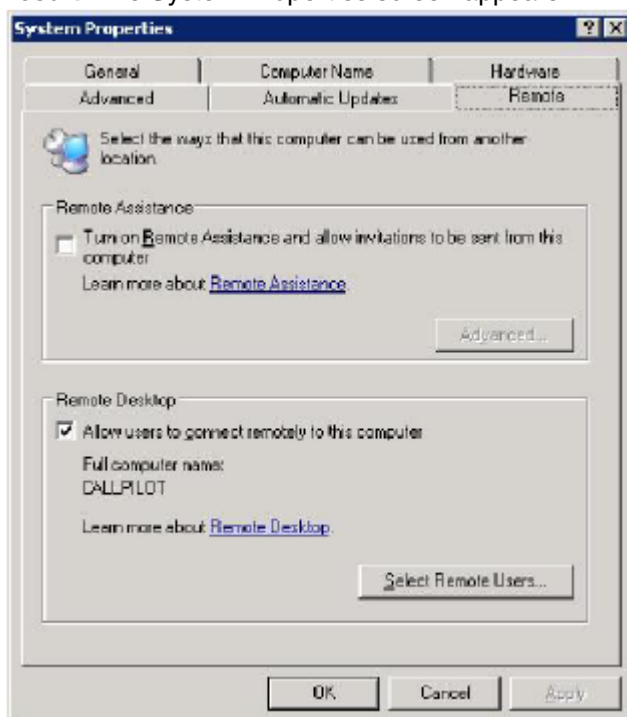 System Properties
General Computer Name Hardware
Advanced Automatic Updates Remote
Select the ways that this computer can be used from another
location.
Remote Assistance
Turn on Remote Assistance and allow invitations to be sent from this
computer
Learn more about Remote Assistance.
Advanced...
Remote Desktop
Allow users to connect remotely to this computer
Full computer name:
CALLPILOT
Learn more about Remote Desktop.
Select Remote Users...
OK Cancel Apply